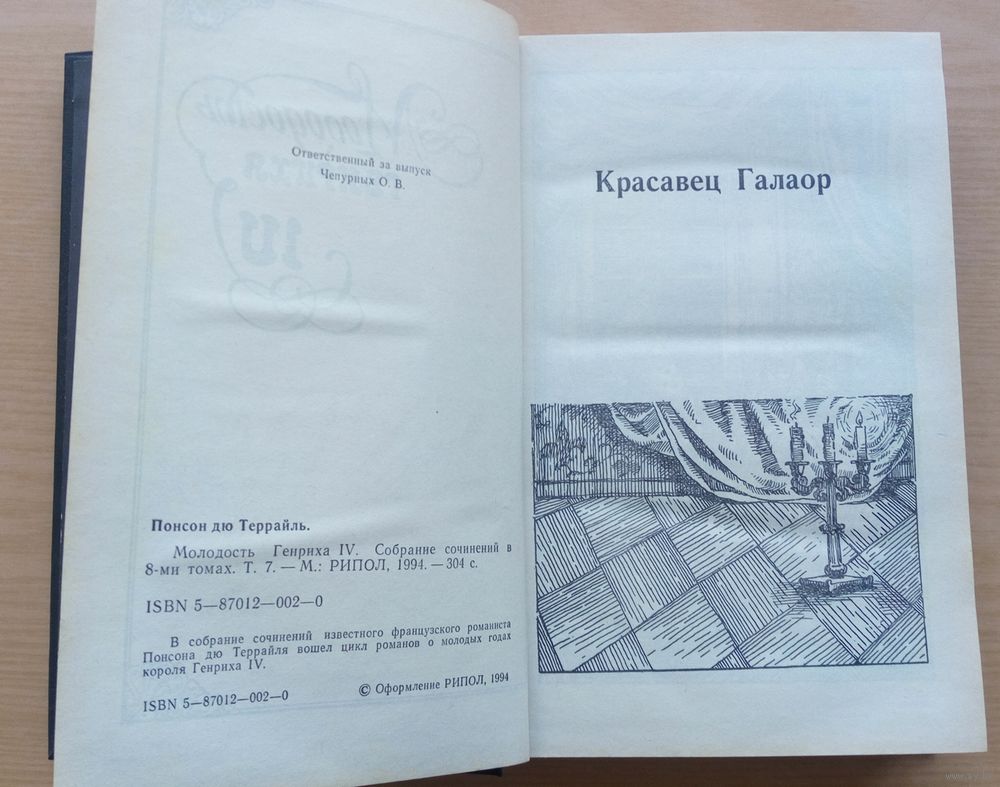 Ответственный за выпуск
Чепурных О. В.
Понсон дю Террайль.
Молодость Генриха IV. Собрание сочинений в
8-ми томах. Т. 7. — М.: РИПОЛ, 1994. — 304 с.
ISBN 5—87012—002—0
В собрание сочинений известного французского романиста
Понсона дю Террайля вошел цикл романов о молодых годах
короля Генриха IV.
ISBN 5—87012—002—0
© Оформление РИПОЛ, 1994
Красавец Галаор